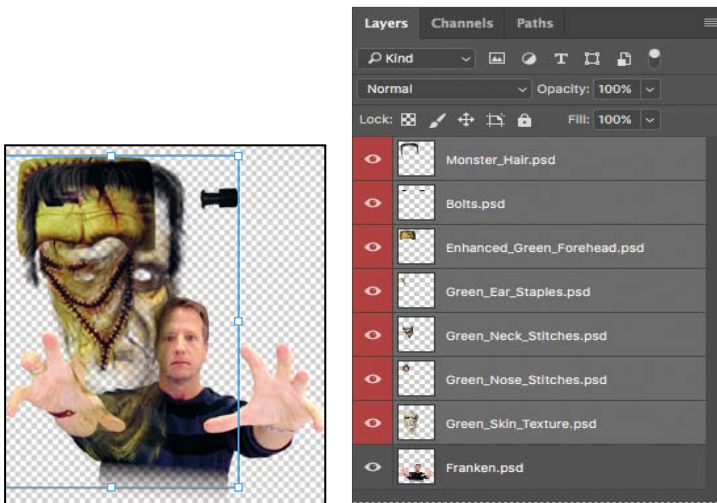 Layers Channels Paths
Kind
Normal Opacity: 100%
Lock: Fill: 100%
Monster_Hair.psd
Bolts.psd
Enhanced_Green_Forehead.psd
Green_Ear_Staples.psd
Green_Neck_Stitches.psd
Green_Nose_Stitches.psd
Green_Skin_Texture.psd
Franken.psd